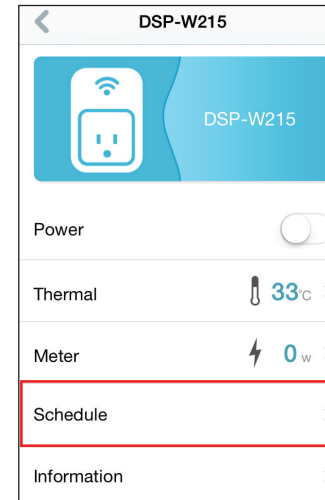 DSP-W215
DSP-W215
Power
Thermal 33°C
Meter 0 w
Schedule
Information